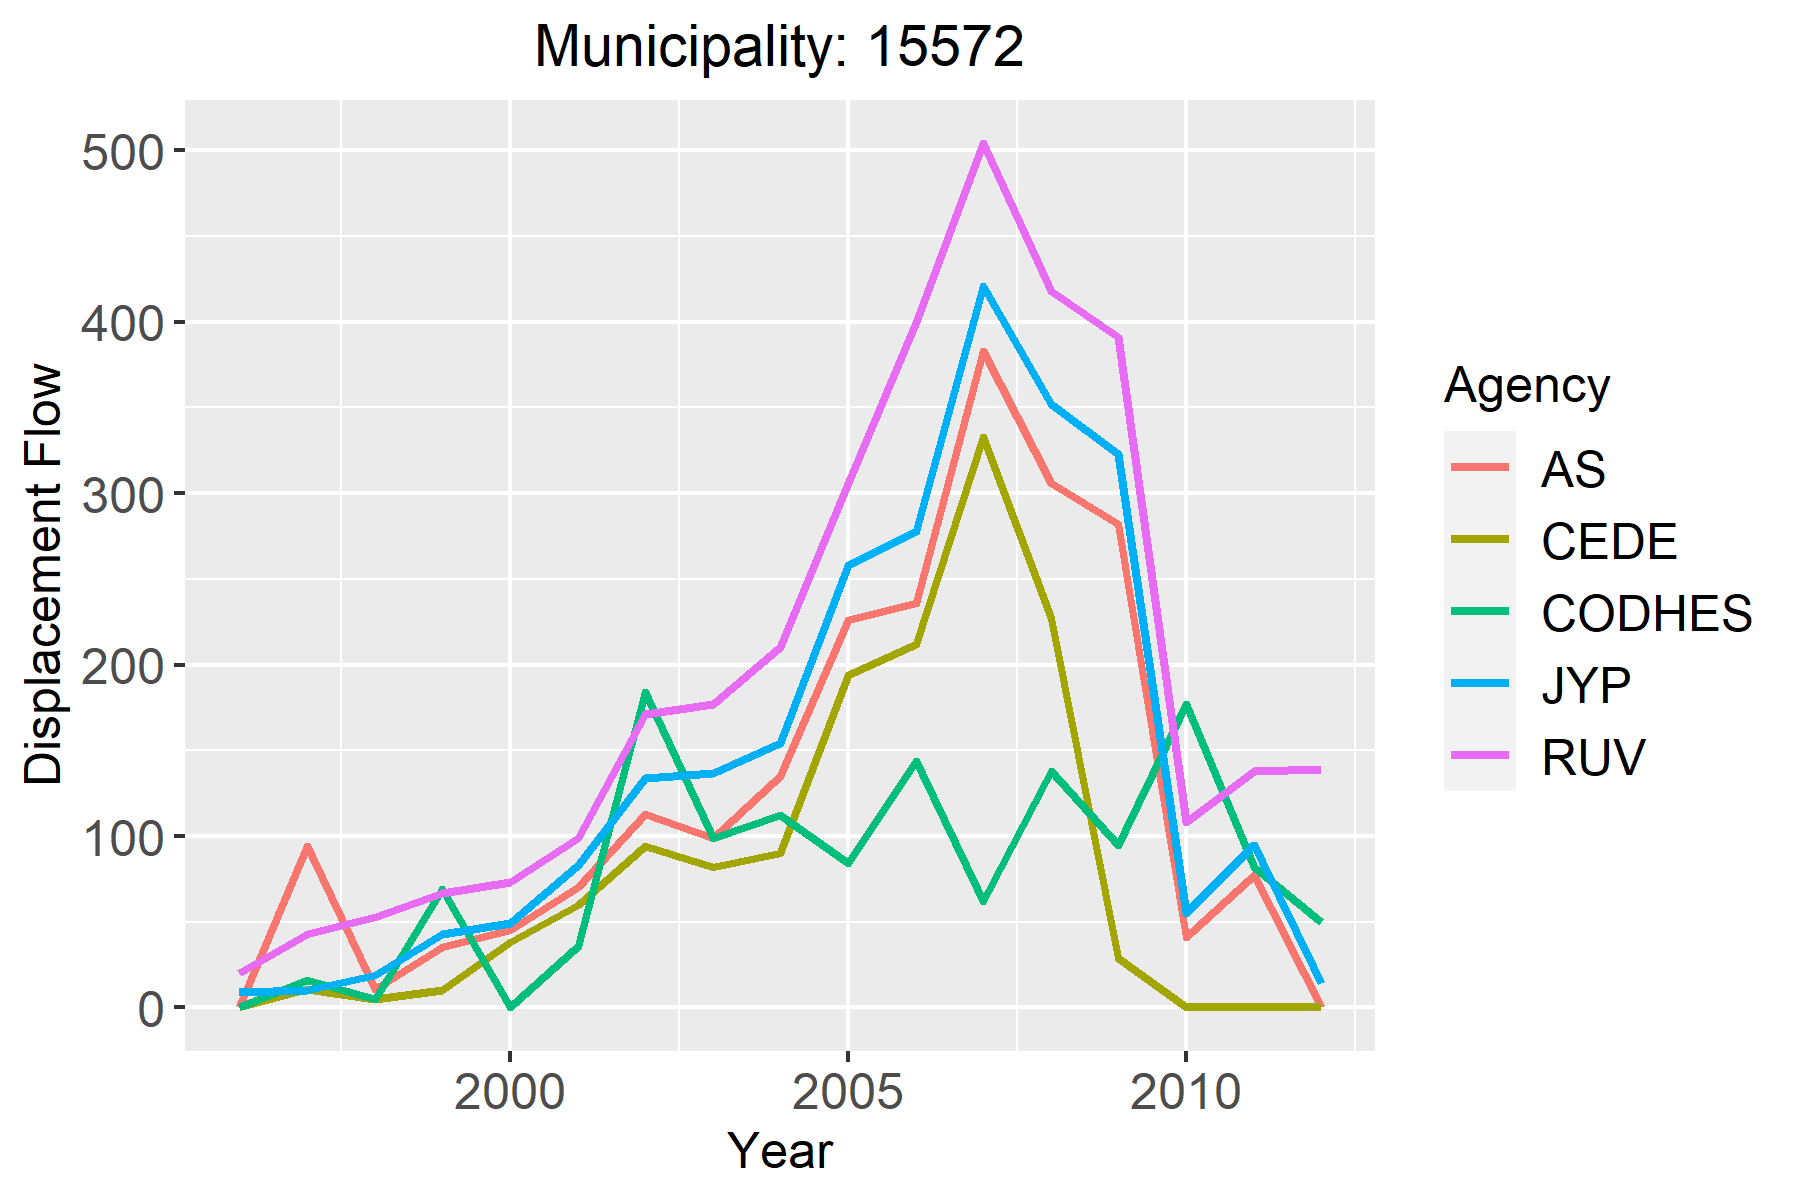 Municipality: 15572
500
400
300
200
100
0
Displacement Flow
2000 2005 2010
Year
Agency
AS
CEDE
CODHES
JYP
RUV